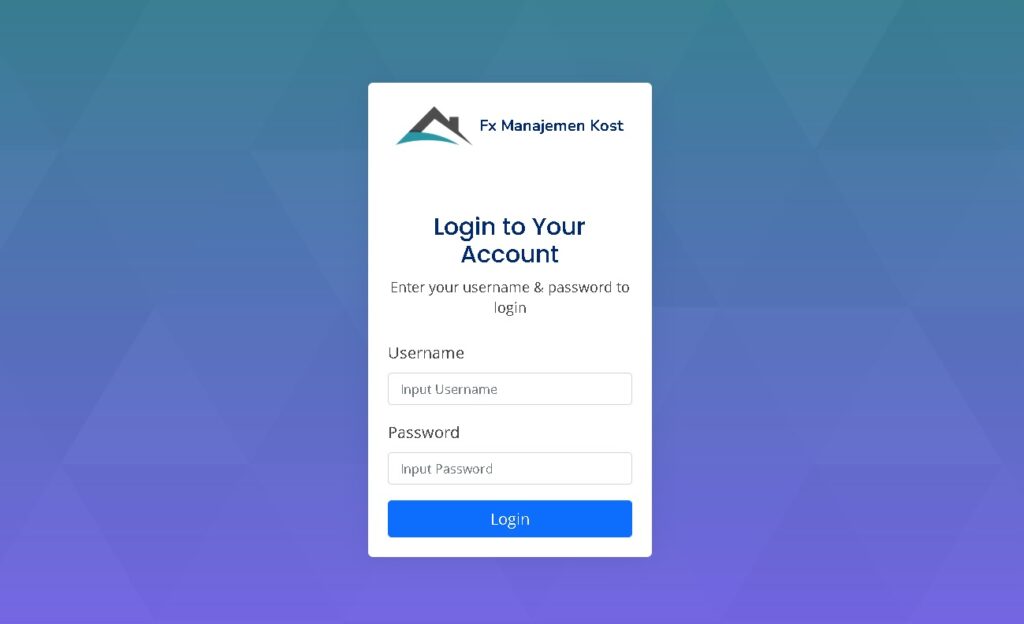 Fx Manajemen Kost
Login to Your
Account
Enter your username & password to
login
Username
Input Username
Password
Input Password
Login